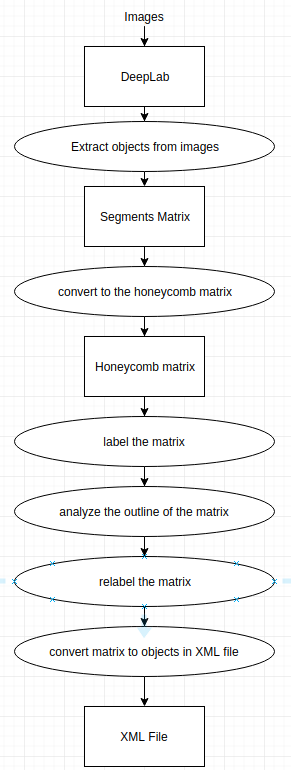 Images
DeepLab
Extract objects from images
Segments Matrix
convert to the honeycomb matrix
Honeycomb matrix
label the matrix
analyze the outline of the matrix
relabel the matrix
convert matrix to objects in XML file
XML File